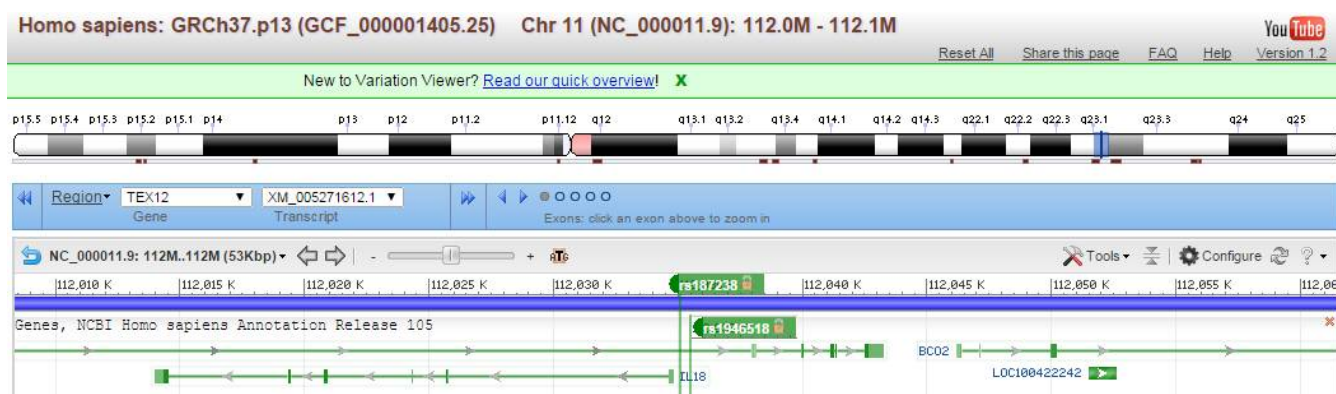 Homo sapiens: GRCh37.p13 (GCF_000001405.25) Chr 11 (NC_000011.9): 112.0M - 112.1M
You Tube
Reset All Share this page FAQ Help Version 1.2
New to Variation Viewer? Read our quick overview! X
p15.5 p15.4 p15.3 p15.2 p15.1 p14 p13 p12 p11.2 p11.12 q12 q13.1 q13.2 q13.4 q14.1 q14.2 q14.3 q22.1 q22.2 q22.3 q23.1 q23.3 q24 q25
Region TEX12 XM_005271612.1
Gene Transcript Exons: click an exon above to zoom in
NC_000011.9: 112M..112M (53Kbp) - + ATG Tools Configure ?
112,010 K 112,015 K 112,020 K 112,025 K 112,030 K rs187238 112,040 K 112,045 K 112,050 K 112,055 K 112,06
Genes, NCBI Homo sapiens Annotation Release 105 rs1946518
BCO2
IL18 LOC100422242